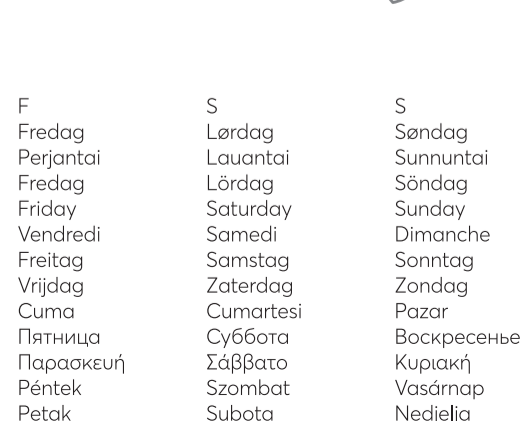 F S S
Fredag Lørdag Søndag
Perjantai Lauantai Sunnuntai
Fredag Lördag Söndag
Friday Saturday Sunday
Vendredi Samedi Dimanche
Freitag Samstag Sonntag
Vrijdag Zaterdag Zondag
Cuma Cumartesi Pazar
Пятница Суббота Воскресенье
Παρασκευή Σάββατο Κυριακή
Péntek Szombat Vasárnap
Petak Subota Nedjelja